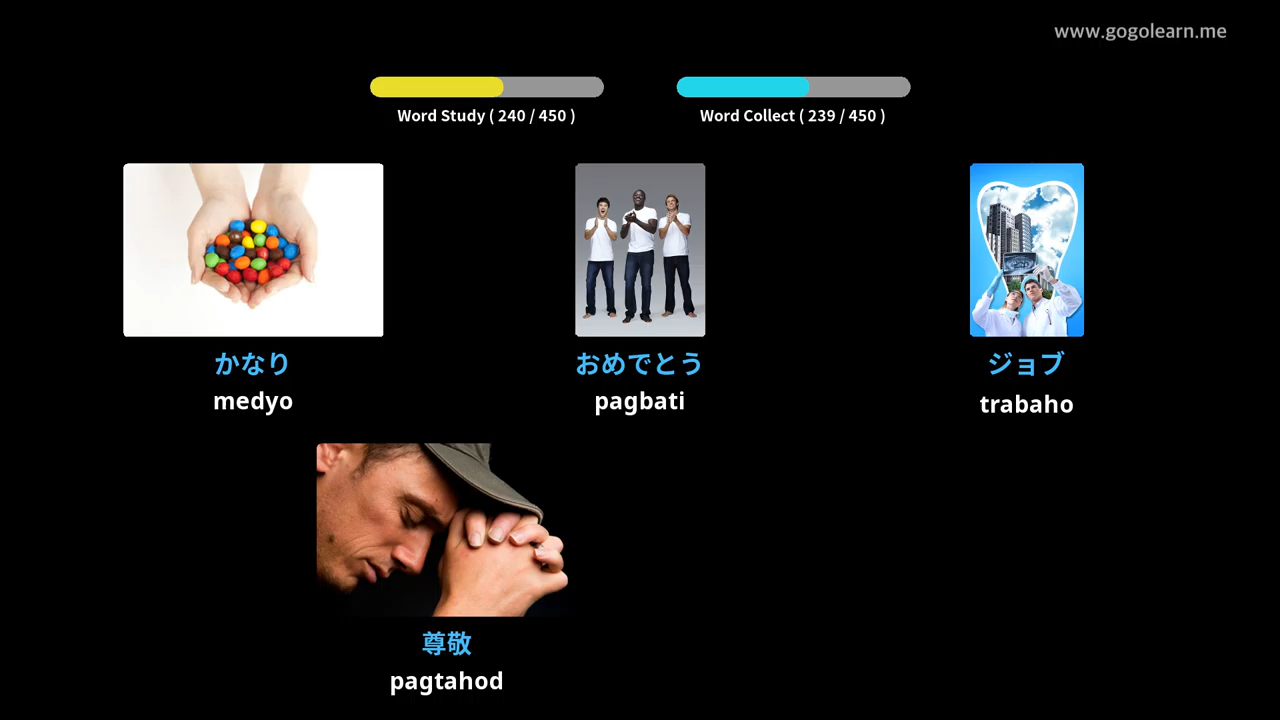 www.gogolearn.me
Word Study ( 240 / 450 )
Word Collect ( 239 / 450 )
かなり
medyo
おめでとう
pagbati
ジョブ
trabaho
尊敬
pagtahod